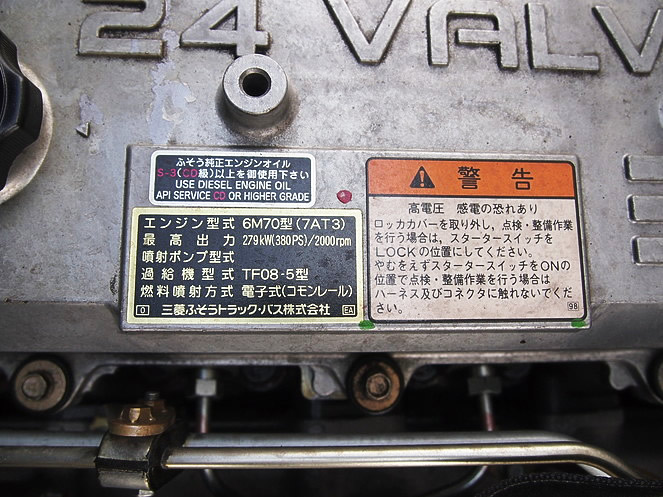 24 VALV
ふそう純正エンジンオイル
S-3(CD級)以上を御使用下さい
USE DIESEL ENGINE OIL
API SERVICE CD OR HIGHER GRADE
エンジン型式 6M70型(7AT3)
最高出力 279kW(380PS)/2000rpm
噴射ポンプ型式
過給機型式 TF08-5型
燃料噴射方式 電子式(コモンレール)
D 三菱ふそうトラック・バス株式会社 EA
警告
高電圧 感電の恐れあり
ロッカカバーを取り外し,点検・整備作業
を行う場合は,スタータースイッチを
LOCKの位置にしてください。
やむをえずスタータースイッチをONの
位置で点検・整備作業を行う場合は
ハーネス及びコネクタに触れないでくだ
さい。
98